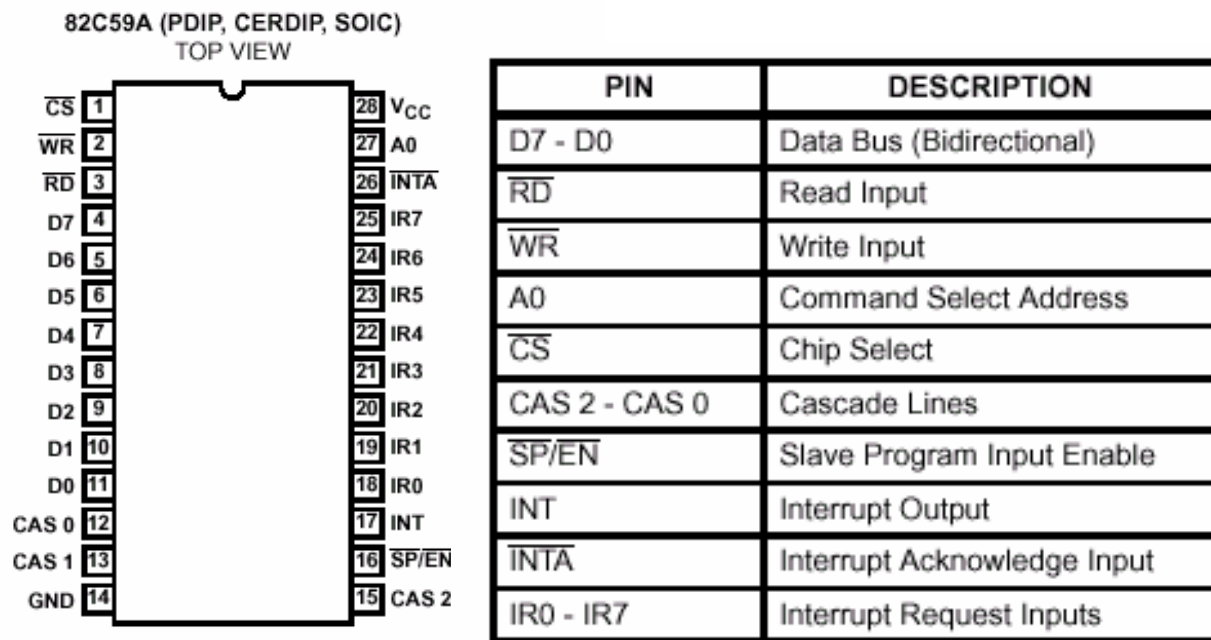 82C59A (PDIP, CERDIP, SOIC)
TOP VIEW
CS 1
WR 2
RD 3
D7 4
D6 5
D5 6
D4 7
D3 8
D2 9
D1 10
D0 11
CAS 0 12
CAS 1 13
GND 14
28 VCC
27 A0
26 INTA
25 IR7
24 IR6
23 IR5
22 IR4
21 IR3
20 IR2
19 IR1
18 IR0
17 INT
16 SP/EN
15 CAS 2
PIN DESCRIPTION
D7 - D0 Data Bus (Bidirectional)
RD Read Input
WR Write Input
A0 Command Select Address
CS Chip Select
CAS 2 - CAS 0 Cascade Lines
SP/EN Slave Program Input Enable
INT Interrupt Output
INTA Interrupt Acknowledge Input
IR0 - IR7 Interrupt Request Inputs